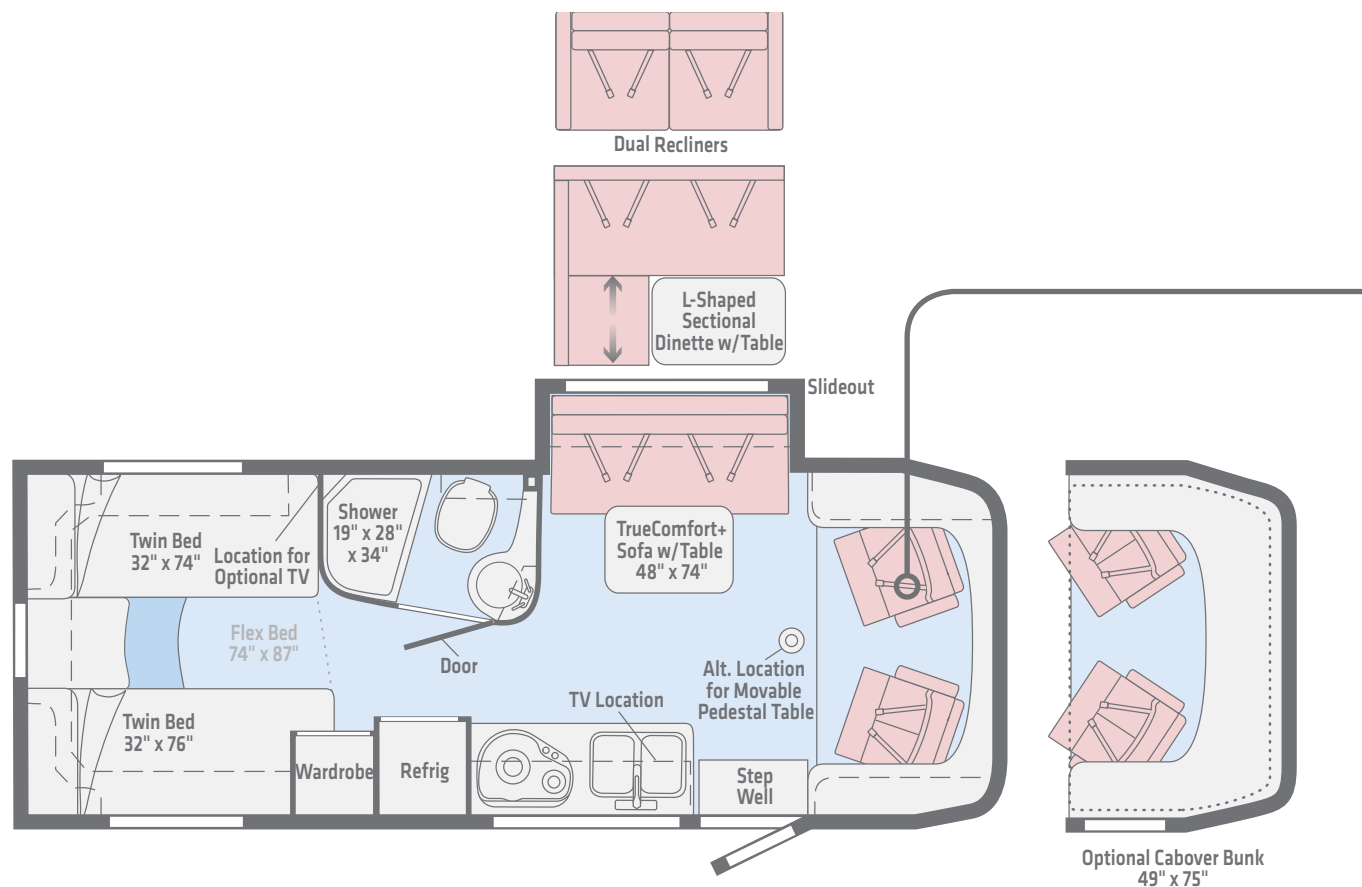 Dual Recliners
L-Shaped
Sectional
Dinette w/Table
Slideout
Shower
19" x 28"
x 34"
TrueComfort+
Sofa w/Table
48" x 74"
Twin Bed
32" x 74"
Location for
Optional TV
Flex Bed
74" x 87"
Door
Alt. Location
for Movable
Pedestal Table
TV Location
Twin Bed
32" x 76"
Wardrobe
Refrig
Step
Well
Optional Cabover Bunk
49" x 75"